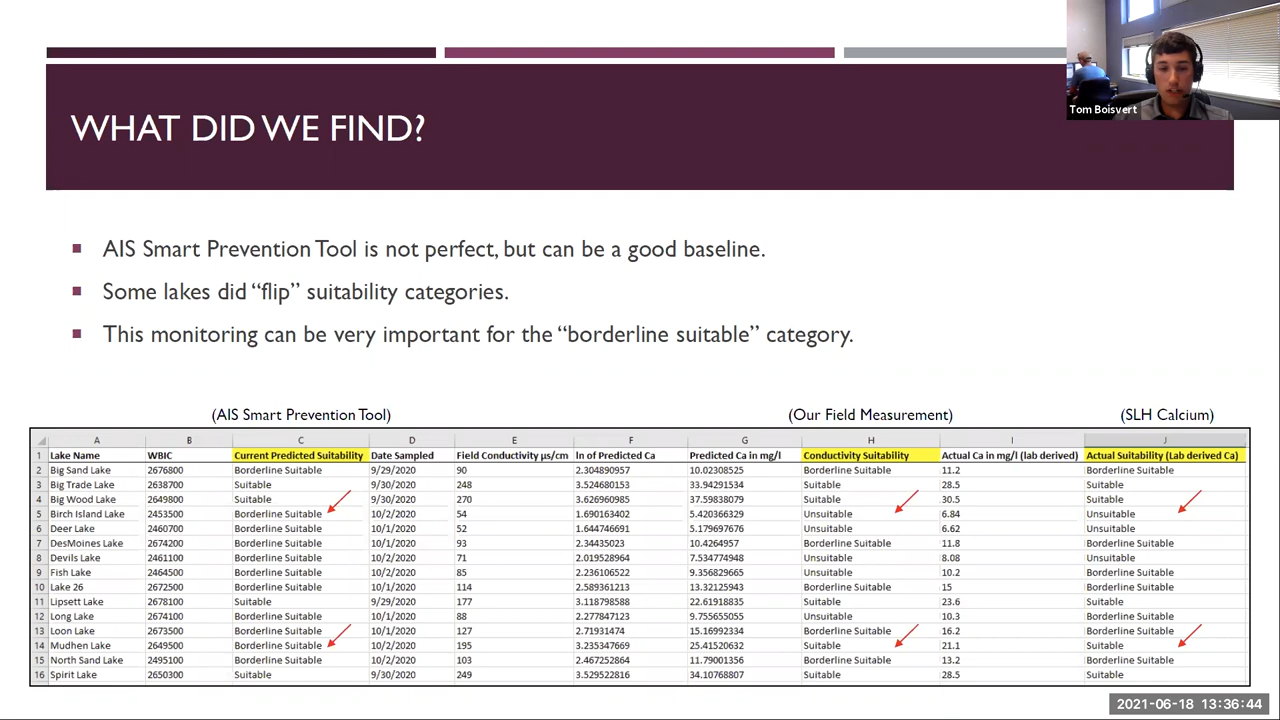 Tom Boisvert
WHAT DID WE FIND?
▪ AIS Smart Prevention Tool is not perfect, but can be a good baseline.
▪ Some lakes did “flip” suitability categories.
▪ This monitoring can be very important for the “borderline suitable” category.
(AIS Smart Prevention Tool) (Our Field Measurement) (SLH Calcium)
A B C D E F G H I J
1 Lake Name WBIC Current Predicted Suitability Date Sampled Field Conductivity µs/cm ln of Predicted Ca Predicted Ca in mg/l Conductivity Suitability Actual Ca in mg/l (lab derived) Actual Suitability (Lab derived Ca)
2 Big Sand Lake 2676800 Borderline Suitable 9/29/2020 90 2.304890957 10.02308525 Borderline Suitable 11.2 Borderline Suitable
3 Big Trade Lake 2638700 Suitable 9/30/2020 248 3.524680153 33.94291534 Suitable 28.5 Suitable
4 Big Wood Lake 2649800 Suitable 9/30/2020 270 3.626960985 37.59838079 Suitable 30.5 Suitable
5 Birch Island Lake 2453500 Borderline Suitable 10/2/2020 54 1.690163402 5.420366329 Unsuitable 6.84 Unsuitable
6 Deer Lake 2460700 Borderline Suitable 10/1/2020 52 1.644746691 5.179697676 Unsuitable 6.62 Unsuitable
7 DesMoines Lake 2674200 Borderline Suitable 10/1/2020 93 2.34435023 10.4264957 Borderline Suitable 11.8 Borderline Suitable
8 Devils Lake 2461100 Borderline Suitable 10/2/2020 71 2.019528964 7.534774948 Unsuitable 8.08 Unsuitable
9 Fish Lake 2464500 Borderline Suitable 10/2/2020 85 2.236106522 9.356829665 Unsuitable 10.2 Borderline Suitable
10 Lake 26 2672500 Borderline Suitable 10/1/2020 114 2.589361213 13.32125943 Borderline Suitable 15 Borderline Suitable
11 Lipsett Lake 2678100 Suitable 9/29/2020 177 3.118798588 22.61918835 Suitable 23.6 Suitable
12 Long Lake 2674100 Borderline Suitable 10/1/2020 88 2.277847123 9.755655055 Unsuitable 10.3 Borderline Suitable
13 Loon Lake 2673500 Borderline Suitable 10/1/2020 127 2.71931474 15.16992334 Borderline Suitable 16.2 Borderline Suitable
14 Mudhen Lake 2649500 Borderline Suitable 10/2/2020 195 3.235347669 25.41520632 Suitable 21.1 Suitable
15 North Sand Lake 2495100 Borderline Suitable 10/2/2020 103 2.467252864 11.79001356 Borderline Suitable 13.2 Borderline Suitable
16 Spirit Lake 2650300 Suitable 9/30/2020 249 3.529522816 34.10768807 Suitable 28.5 Suitable
2021-06-18 13:36:44